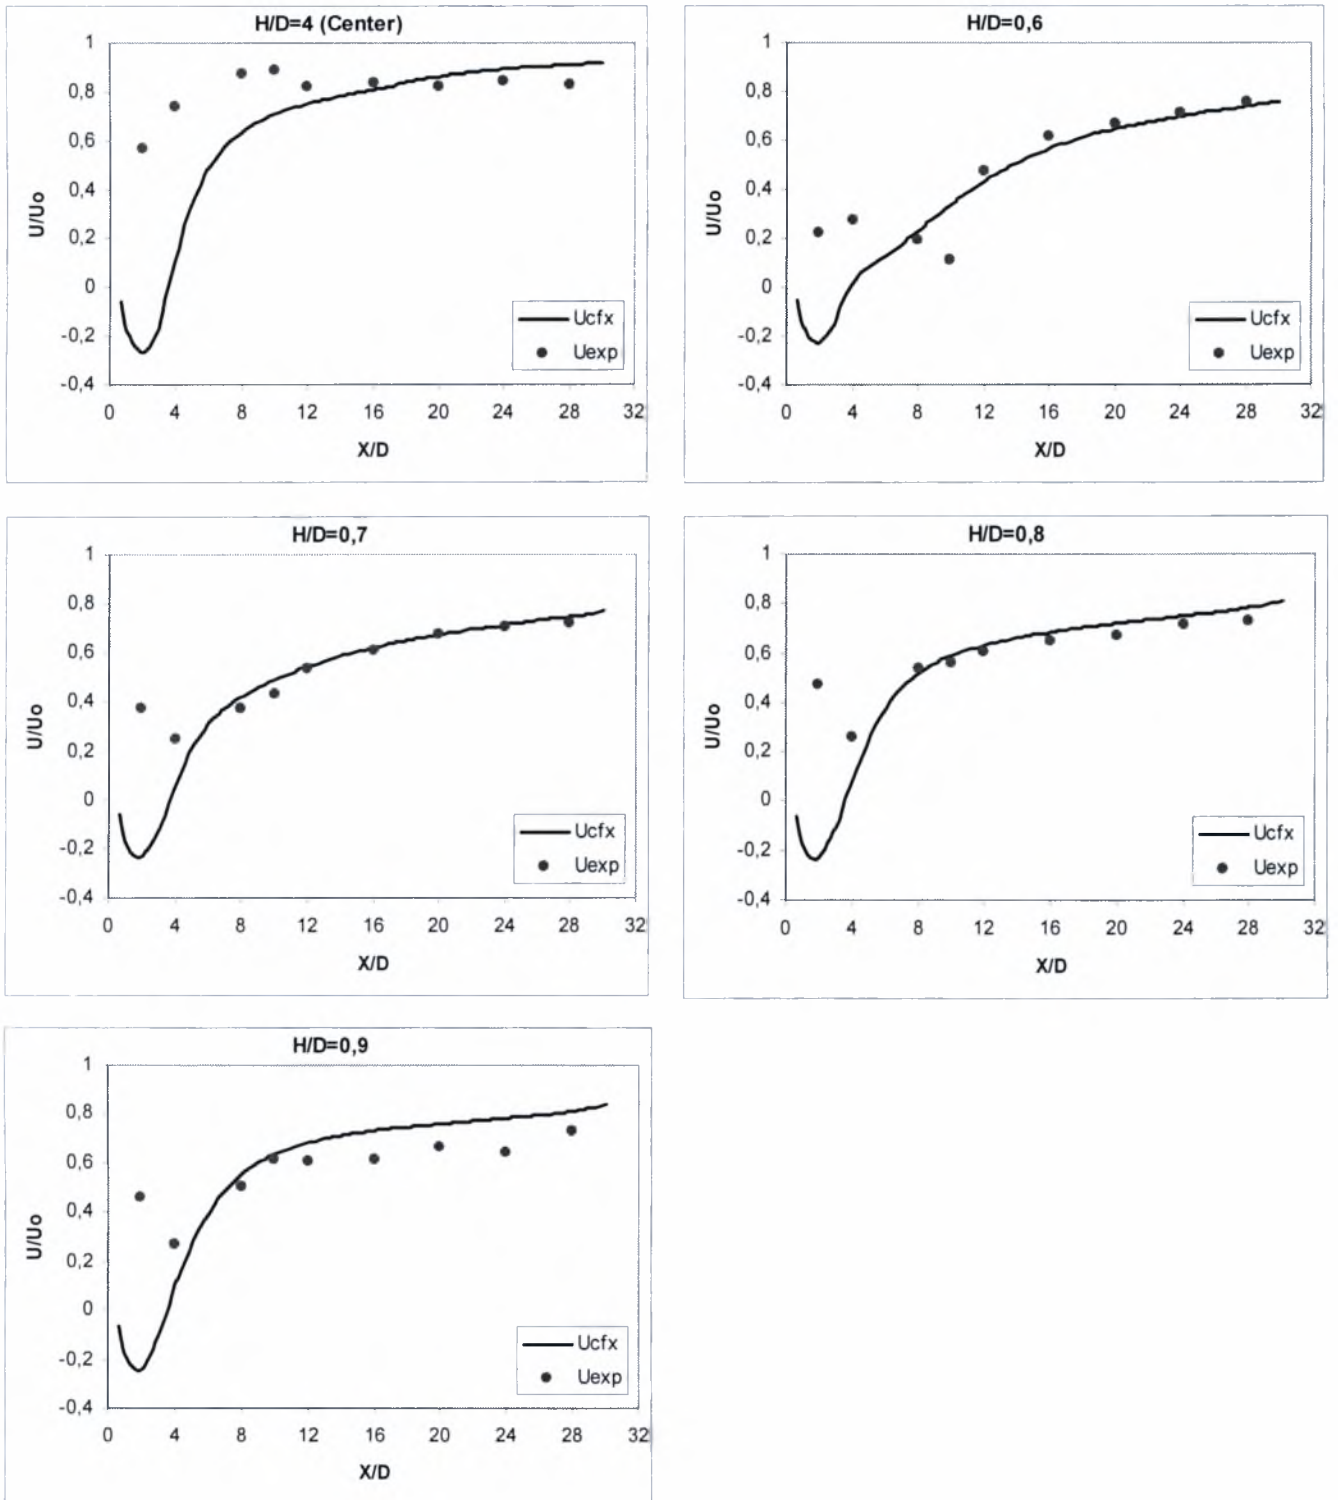 H/D=4 (Center)
1
0,8
0,6
0,4
0,2
0
-0,2
-0,4
U/Uo
Ucfx
Uexp
0 4 8 12 16 20 24 28 32
X/D
H/D=0,6
1
0,8
0,6
0,4
0,2
0
-0,2
-0,4
U/Uo
Ucfx
Uexp
0 4 8 12 16 20 24 28 32
X/D
H/D=0,7
1
0,8
0,6
0,4
0,2
0
-0,2
-0,4
U/Uo
Ucfx
Uexp
0 4 8 12 16 20 24 28 32
X/D
H/D=0,8
1
0,8
0,6
0,4
0,2
0
-0,2
-0,4
U/Uo
Ucfx
Uexp
0 4 8 12 16 20 24 28 32
X/D
H/D=0,9
1
0,8
0,6
0,4
0,2
0
-0,2
-0,4
U/Uo
Ucfx
Uexp
0 4 8 12 16 20 24 28 32
X/D